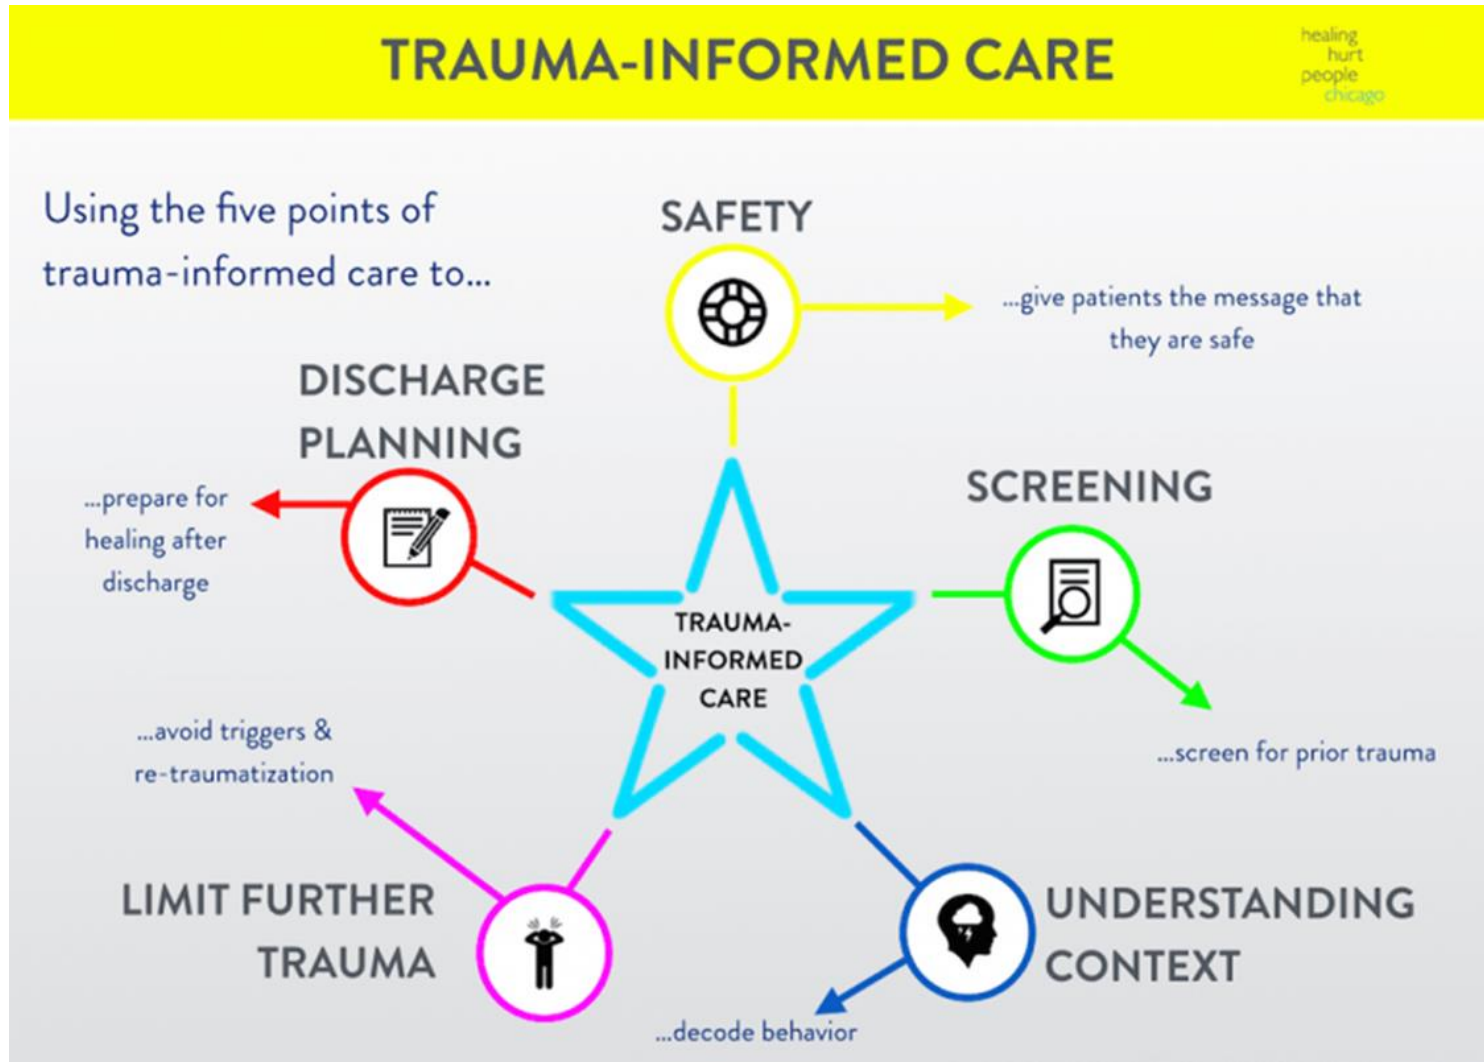 TRAUMA-INFORMED CARE
healing
hurt
people
chicago
Using the five points of
trauma-informed care to...
SAFETY
...give patients the message that
they are safe
DISCHARGE
PLANNING
...prepare for
healing after
discharge
SCREENING
...screen for prior trauma
TRAUMA-
INFORMED
CARE
...avoid triggers &
re-traumatization
LIMIT FURTHER
TRAUMA
UNDERSTANDING
CONTEXT
...decode behavior